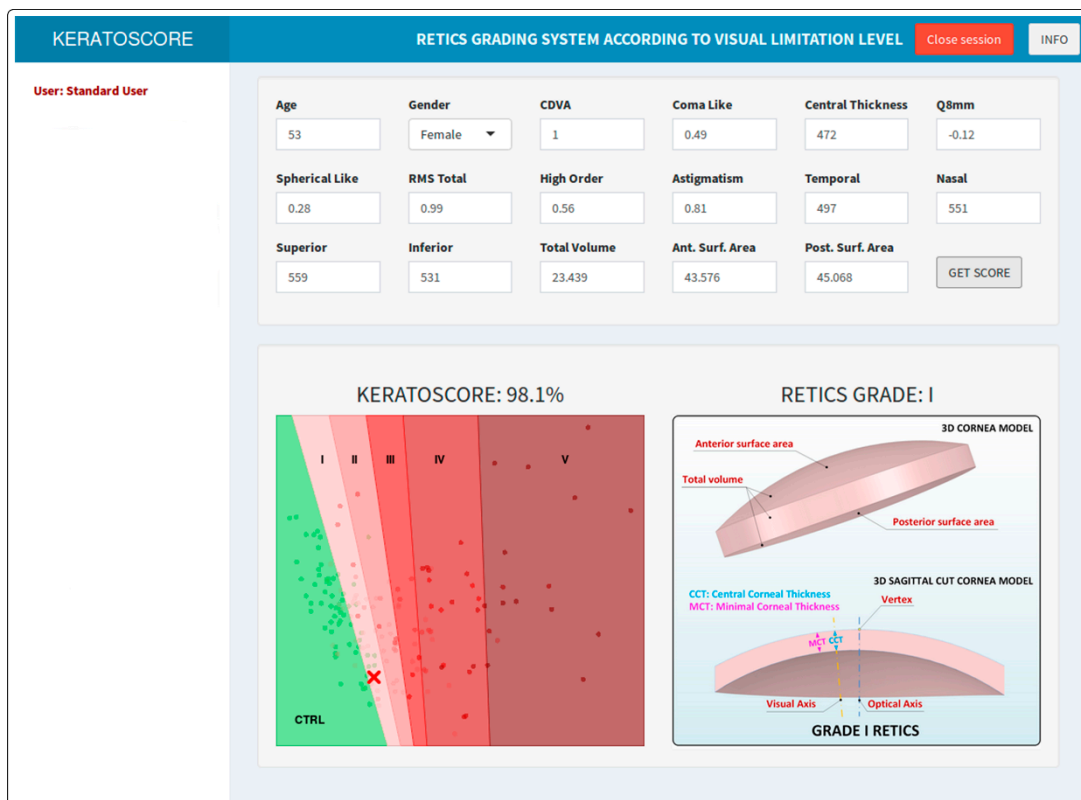 KERATOSCORE
RETICS GRADING SYSTEM ACCORDING TO VISUAL LIMITATION LEVEL
Close session
INFO
User: Standard User
Age Gender CDVA Coma Like Central Thickness Q8mm
53 Female 1 0.49 472 -0.12
Spherical Like RMS Total High Order Astigmatism Temporal Nasal
0.28 0.99 0.56 0.81 497 551
Superior Inferior Total Volume Ant. Surf. Area Post. Surf. Area
559 531 23.439 43.576 45.068 GET SCORE
KERATOSCORE: 98.1%
I II III IV V
CTRL
RETICS GRADE: I
3D CORNEA MODEL
Anterior surface area
Total volume
Posterior surface area
3D SAGITTAL CUT CORNEA MODEL
CCT: Central Corneal Thickness
MCT: Minimal Corneal Thickness
Vertex
MCT CCT
Visual Axis Optical Axis
GRADE I RETICS